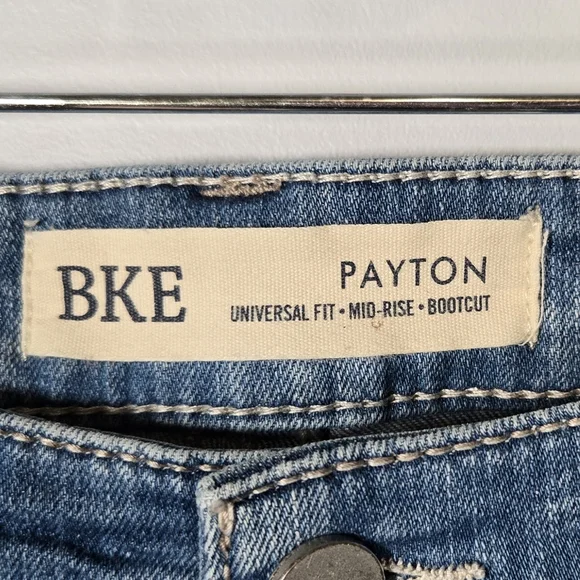 BKE
PAYTON
UNIVERSAL FIT • MID-RISE • BOOTCUT